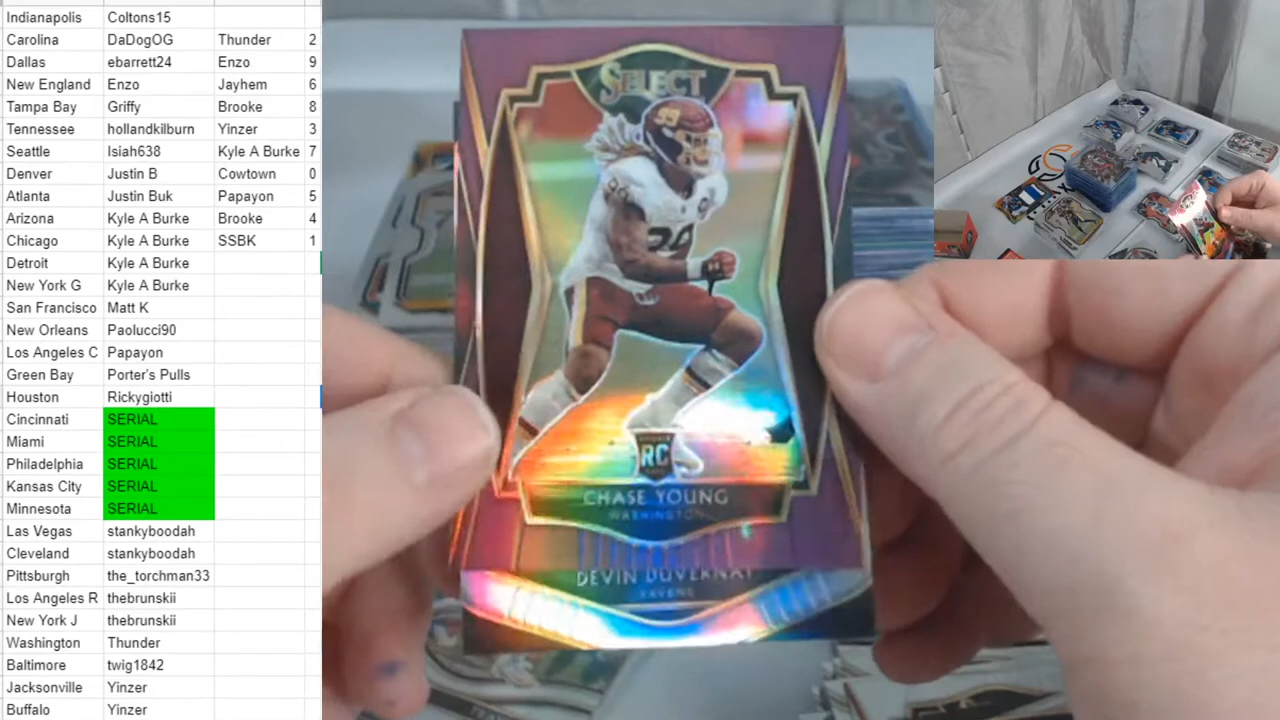 Indianapolis Coltons15
Carolina DaDogOG Thunder 2
Dallas ebarrett24 Enzo 9
New England Enzo Jayhem 6
Tampa Bay Griffy Brooke 8
Tennessee hollandkilburn Yinzer 3
Seattle Isiah638 Kyle A Burke 7
Denver Justin B Cowtown 0
Atlanta Justin Buk Papayon 5
Arizona Kyle A Burke Brooke 4
Chicago Kyle A Burke SSBK 1
Detroit Kyle A Burke
New York G Kyle A Burke
San Francisco Matt K
New Orleans Paolucci90
Los Angeles C Papayon
Green Bay Porter's Pulls
Houston Rickygiotti
Cincinnati SERIAL
Miami SERIAL
Philadelphia SERIAL
Kansas City SERIAL
Minnesota SERIAL
Las Vegas stankyboodah
Cleveland stankyboodah
Pittsburgh the_torchman33
Los Angeles R thebrunskii
New York J thebrunskii
Washington Thunder
Baltimore twig1842
Jacksonville Yinzer
Buffalo Yinzer
SELECT
99
99
RC
CHASE YOUNG
WASHINGTON
DEVIN DUVERNAY
RAVENS